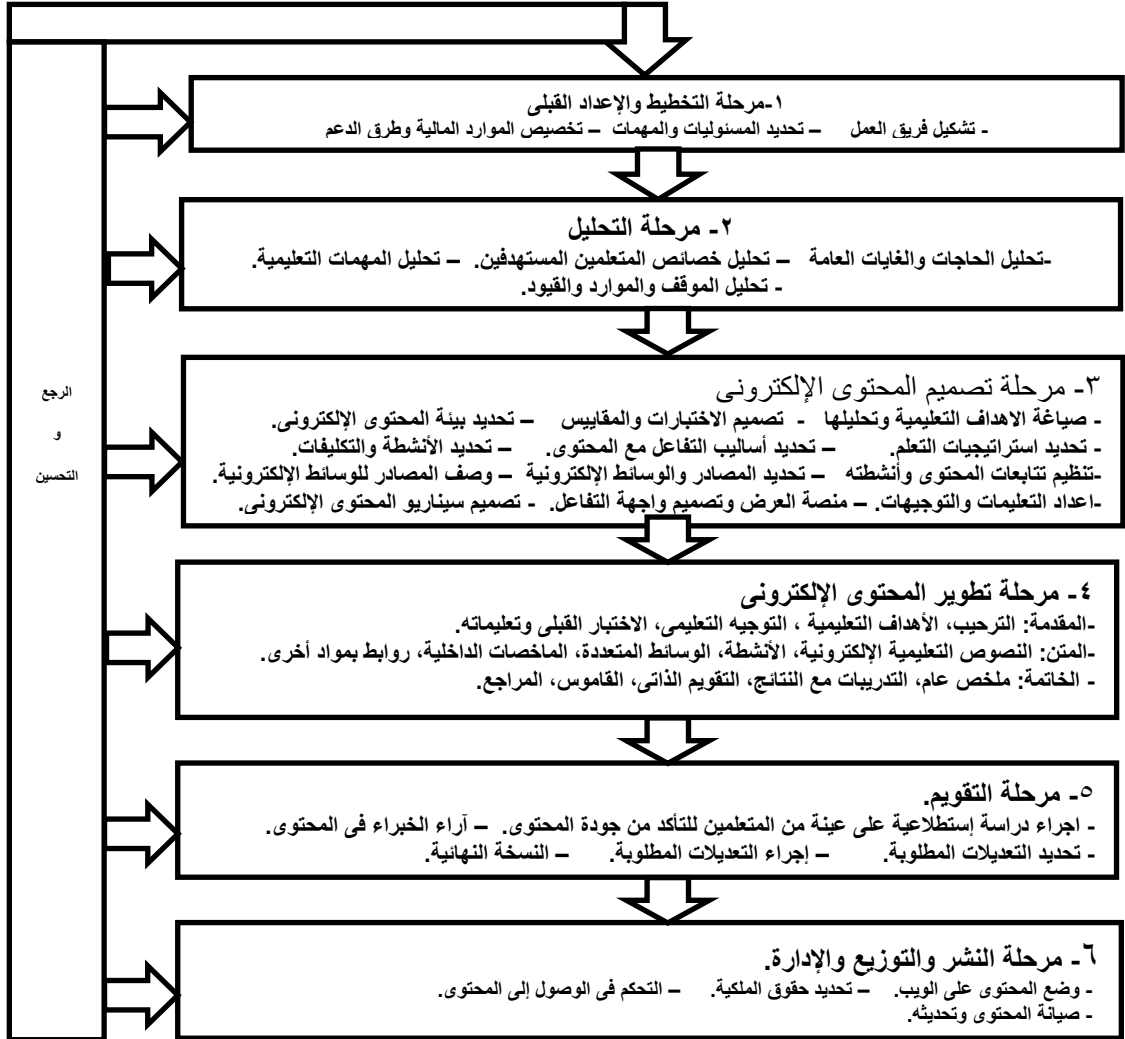 ١-مرحلة التخطيط والإعداد القبلى
- تشكيل فريق العمل – تحديد المسئوليات والمهمات – تخصيص الموارد المالية وطرق الدعم
٢- مرحلة التحليل
-تحليل الحاجات والغايات العامة – تحليل خصائص المتعلمين المستهدفين. – تحليل المهمات التعليمية.
- تحليل الموقف والموارد والقيود.
٣- مرحلة تصميم المحتوى الإلكترونى
- صياغة الاهداف التعليمية وتحليلها - تصميم الاختبارات والمقاييس – تحديد بيئة المحتوى الإلكترونى.
- تحديد استراتيجيات التعلم. – تحديد أساليب التفاعل مع المحتوى. – تحديد الأنشطة والتكليفات.
-تنظيم تتابعات المحتوى وأنشطته – تحديد المصادر والوسائط الإلكترونية – وصف المصادر للوسائط الإلكترونية.
-اعداد التعليمات والتوجيهات. – منصة العرض وتصميم واجهة التفاعل. - تصميم سيناريو المحتوى الإلكترونى.
٤- مرحلة تطوير المحتوى الإلكترونى
-المقدمة: الترحيب، الأهداف التعليمية ، التوجيه التعليمى، الاختبار القبلى وتعليماته.
-المتن: النصوص التعليمية الإلكترونية، الأنشطة، الوسائط المتعددة، الماخصات الداخلية، روابط بمواد أخرى.
- الخاتمة: ملخص عام، التدريبات مع النتائج، التقويم الذاتى، القاموس، المراجع.
٥- مرحلة التقويم.
- اجراء دراسة إستطلاعية على عينة من المتعلمين للتأكد من جودة المحتوى. – آراء الخبراء فى المحتوى.
- تحديد التعديلات المطلوبة. – إجراء التعديلات المطلوبة. – النسخة النهائية.
٦- مرحلة النشر والتوزيع والإدارة.
- وضع المحتوى على الويب. – تحديد حقوق الملكية. – التحكم فى الوصول إلى المحتوى.
- صيانة المحتوى وتحديثه.
الرجع
و
التحسين